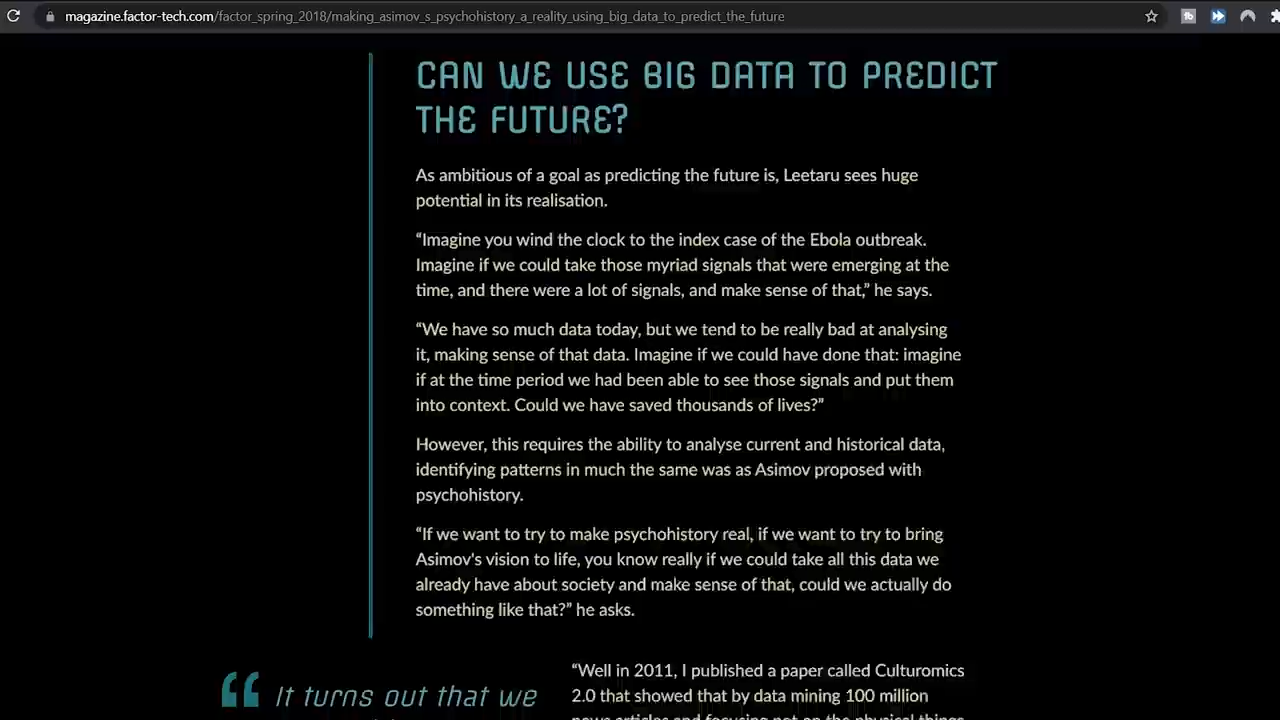 magazine.factor-tech.com/factor_spring_2018/making_asimov_s_psychohistory_a_reality_using_big_data_to_predict_the_future
CAN WE USE BIG DATA TO PREDICT
THE FUTURE?
As ambitious of a goal as predicting the future is, Leetaru sees huge
potential in its realisation.
“Imagine you wind the clock to the index case of the Ebola outbreak.
Imagine if we could take those myriad signals that were emerging at the
time, and there were a lot of signals, and make sense of that,” he says.
“We have so much data today, but we tend to be really bad at analysing
it, making sense of that data. Imagine if we could have done that: imagine
if at the time period we had been able to see those signals and put them
into context. Could we have saved thousands of lives?”
However, this requires the ability to analyse current and historical data,
identifying patterns in much the same was as Asimov proposed with
psychohistory.
“If we want to try to make psychohistory real, if we want to try to bring
Asimov's vision to life, you know really if we could take all this data we
already have about society and make sense of that, could we actually do
something like that?” he asks.
“ It turns out that we
“Well in 2011, I published a paper called Culturomics
2.0 that showed that by data mining 100 million
news articles and focusing not on the physical things